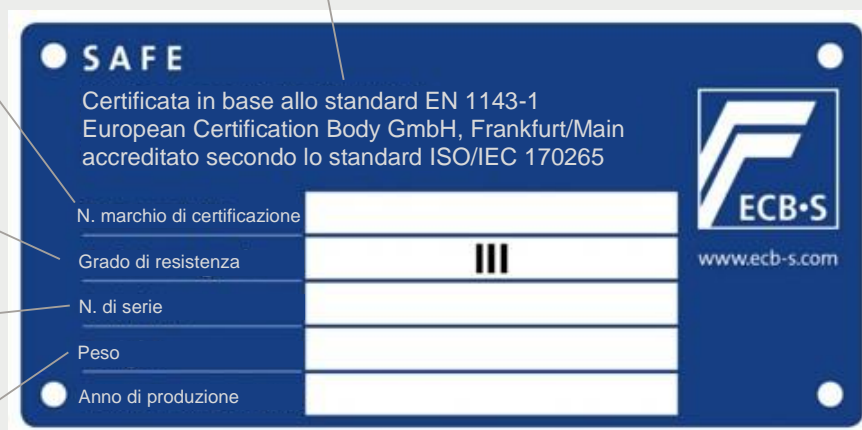 SAFE
Certificata in base allo standard EN 1143-1
European Certification Body GmbH, Frankfurt/Main
accreditato secondo lo standard ISO/IEC 170265
ECB•S
www.ecb-s.com
N. marchio di certificazione
Grado di resistenza III
N. di serie
Peso
Anno di produzione